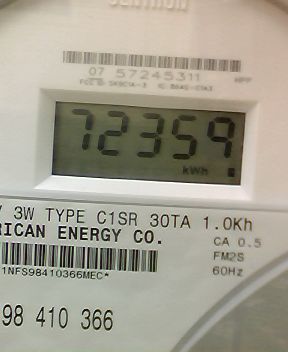 CENTRON
07 57245311
72359
kWh
V 3W TYPE C1SR 30TA 1.0Kh
RICAN ENERGY CO.
CA 0.5
FM2S
60Hz
1NFS98410366MEC*
98 410 366